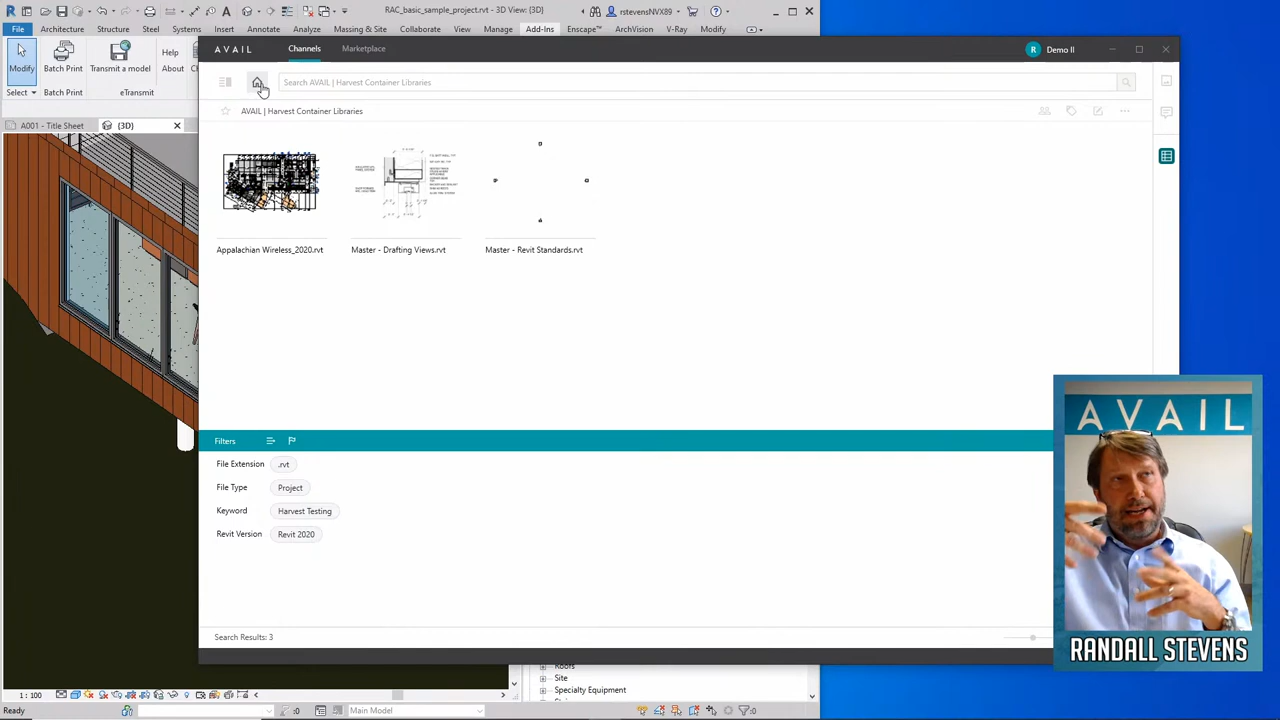 RAC_basic_sample_project.rvt - 3D View: {3D}
rstevensNVX89
File Architecture Structure Steel Systems Insert Annotate Analyze Massing & Site Collaborate View Manage Add-Ins Enscape™ ArchVision V-Ray Modify
Modify
Batch Print
Transmit a model
Help
About
Select
Batch Print
eTransmit
A001 - Title Sheet
{3D}
AVAIL
Channels
Marketplace
R
Demo II
Search AVAIL | Harvest Container Libraries
AVAIL | Harvest Container Libraries
Appalachian Wireless_2020.rvt
Master - Drafting Views.rvt
Master - Revit Standards.rvt
Filters
File Extension .rvt
File Type Project
Keyword Harvest Testing
Revit Version Revit 2020
Search Results: 3
AVAIL
RANDALL STEVENS
Roofs
Site
Specialty Equipment
1 : 100
Ready
:0
Main Model
:0